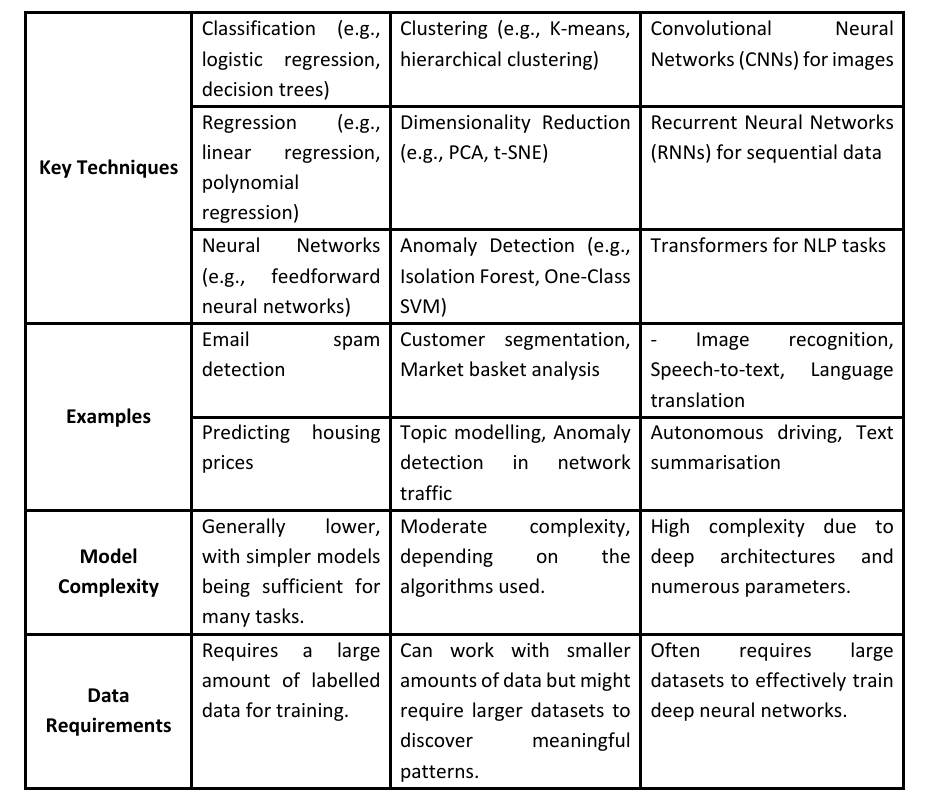 Key Techniques
Classification (e.g.,
logistic regression,
decision trees)
Clustering (e.g., K-means,
hierarchical clustering)
Convolutional Neural
Networks (CNNs) for images
Regression (e.g.,
linear regression,
polynomial
regression)
Dimensionality Reduction
(e.g., PCA, t-SNE)
Recurrent Neural Networks
(RNNs) for sequential data
Neural Networks
(e.g., feedforward
neural networks)
Anomaly Detection (e.g.,
Isolation Forest, One-Class
SVM)
Transformers for NLP tasks
Examples
Email spam
detection
Customer segmentation,
Market basket analysis
- Image recognition,
Speech-to-text, Language
translation
Predicting housing
prices
Topic modelling, Anomaly
detection in network
traffic
Autonomous driving, Text
summarisation
Model
Complexity
Generally lower,
with simpler models
being sufficient for
many tasks.
Moderate complexity,
depending on the
algorithms used.
High complexity due to
deep architectures and
numerous parameters.
Data
Requirements
Requires a large
amount of labelled
data for training.
Can work with smaller
amounts of data but might
require larger datasets to
discover meaningful
patterns.
Often requires large
datasets to effectively train
deep neural networks.